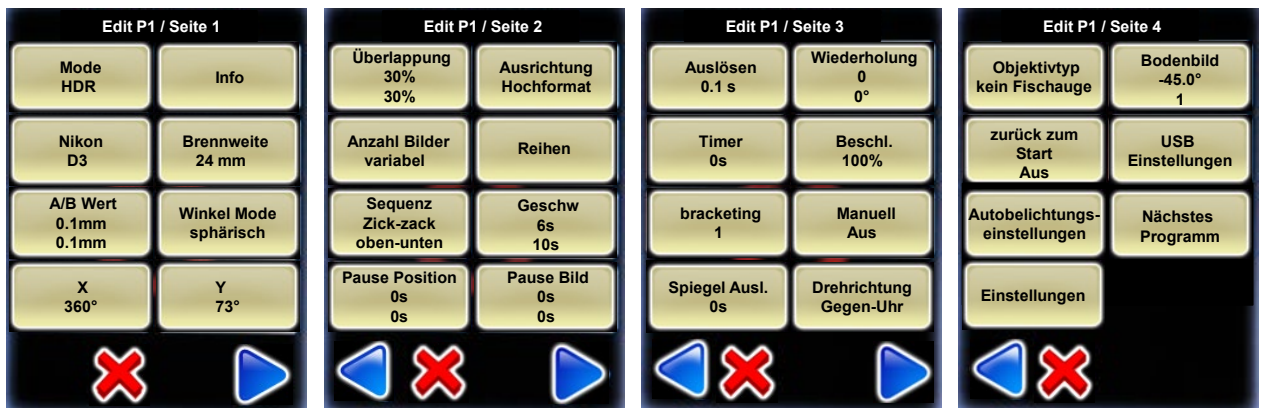 Edit P1 / Seite 1
Mode
HDR
Info
Nikon
D3
Brennweite
24 mm
A/B Wert
0.1mm
0.1mm
Winkel Mode
sphärisch
X
360°
Y
73°
Edit P1 / Seite 2
Überlappung
30%
30%
Ausrichtung
Hochformat
Anzahl Bilder
variabel
Reihen
Sequenz
Zick-zack
oben-unten
Geschw
6s
10s
Pause Position
0s
0s
Pause Bild
0s
0s
Edit P1 / Seite 3
Auslösen
0.1 s
Wiederholung
0
0°
Timer
0s
Beschl.
100%
bracketing
1
Manuell
Aus
Spiegel Ausl.
0s
Drehrichtung
Gegen-Uhr
Edit P1 / Seite 4
Objektivtyp
kein Fischauge
Bodenbild
-45.0°
1
zurück zum
Start
Aus
USB
Einstellungen
Autobelichtungs-
einstellungen
Nächstes
Programm
Einstellungen